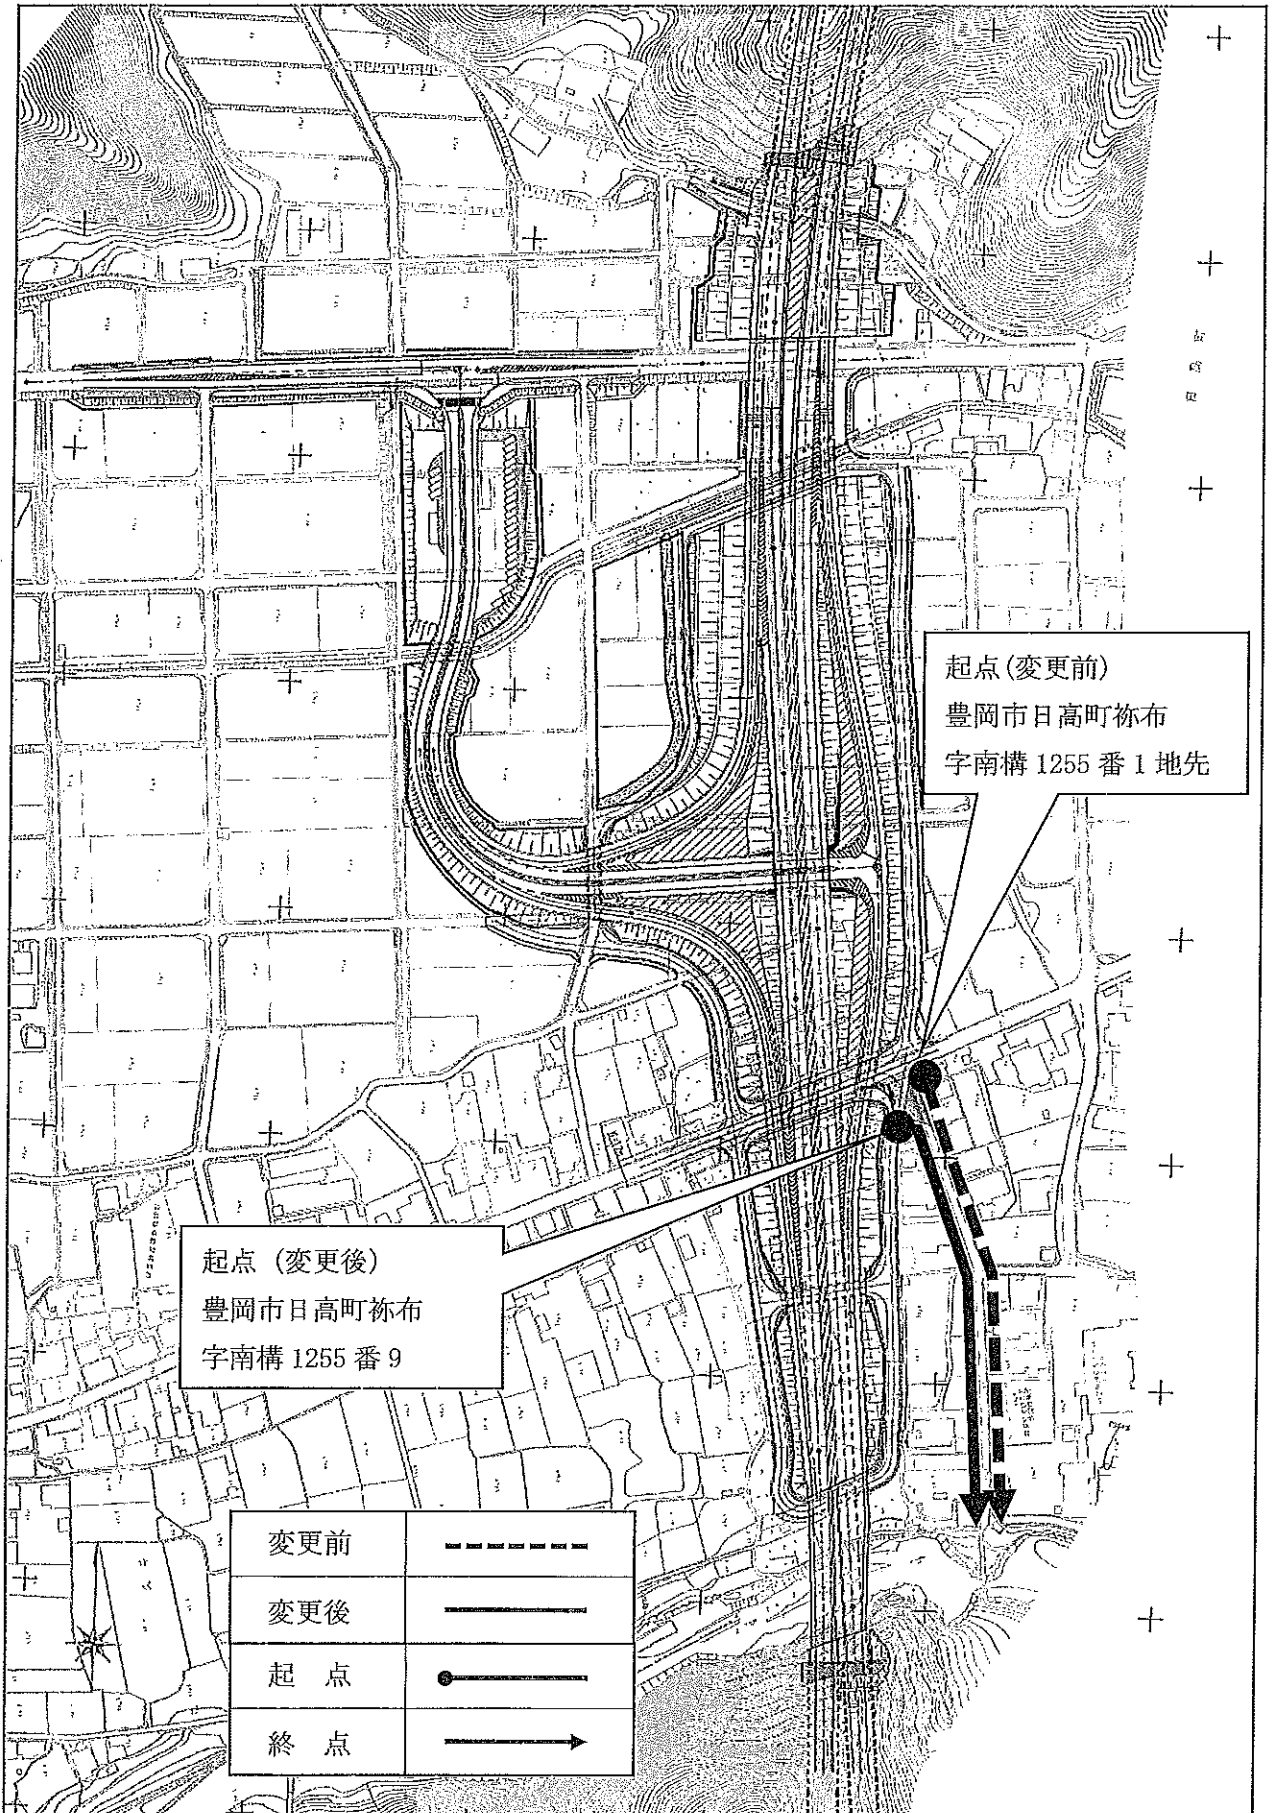 起点(変更前)
豊岡市日高町祢布
字南構 1255 番 1 地先
起点（変更後）
豊岡市日高町祢布
字南構 1255 番 9
変更前
変更後
起 点
終 点